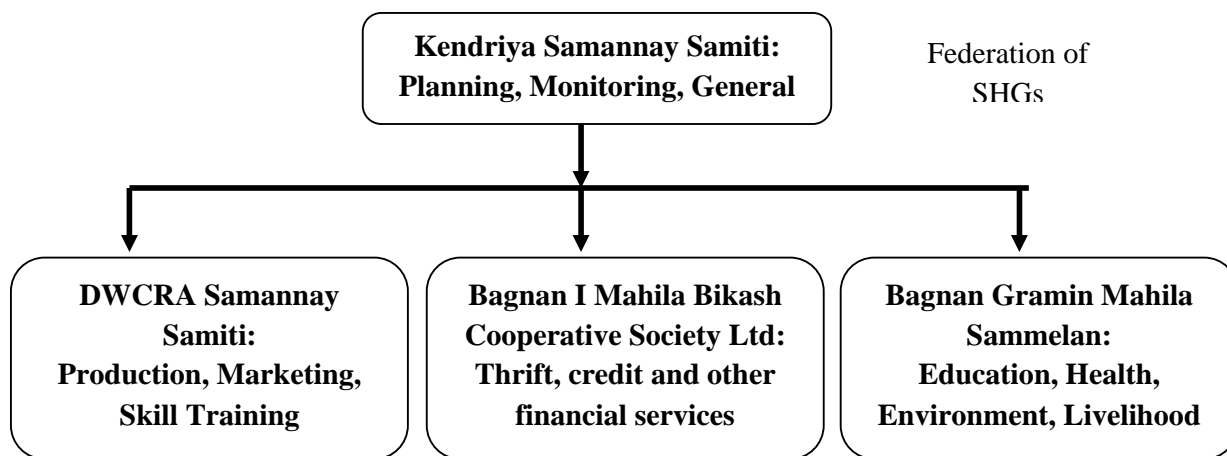 Kendriya Samannay Samiti:
Planning, Monitoring, General
Federation of
SHGs
DWCRA Samannay
Samiti:
Production, Marketing,
Skill Training
Bagnan I Mahila Bikash
Cooperative Society Ltd:
Thrift, credit and other
financial services
Bagnan Gramin Mahila
Sammelan:
Education, Health,
Environment, Livelihood